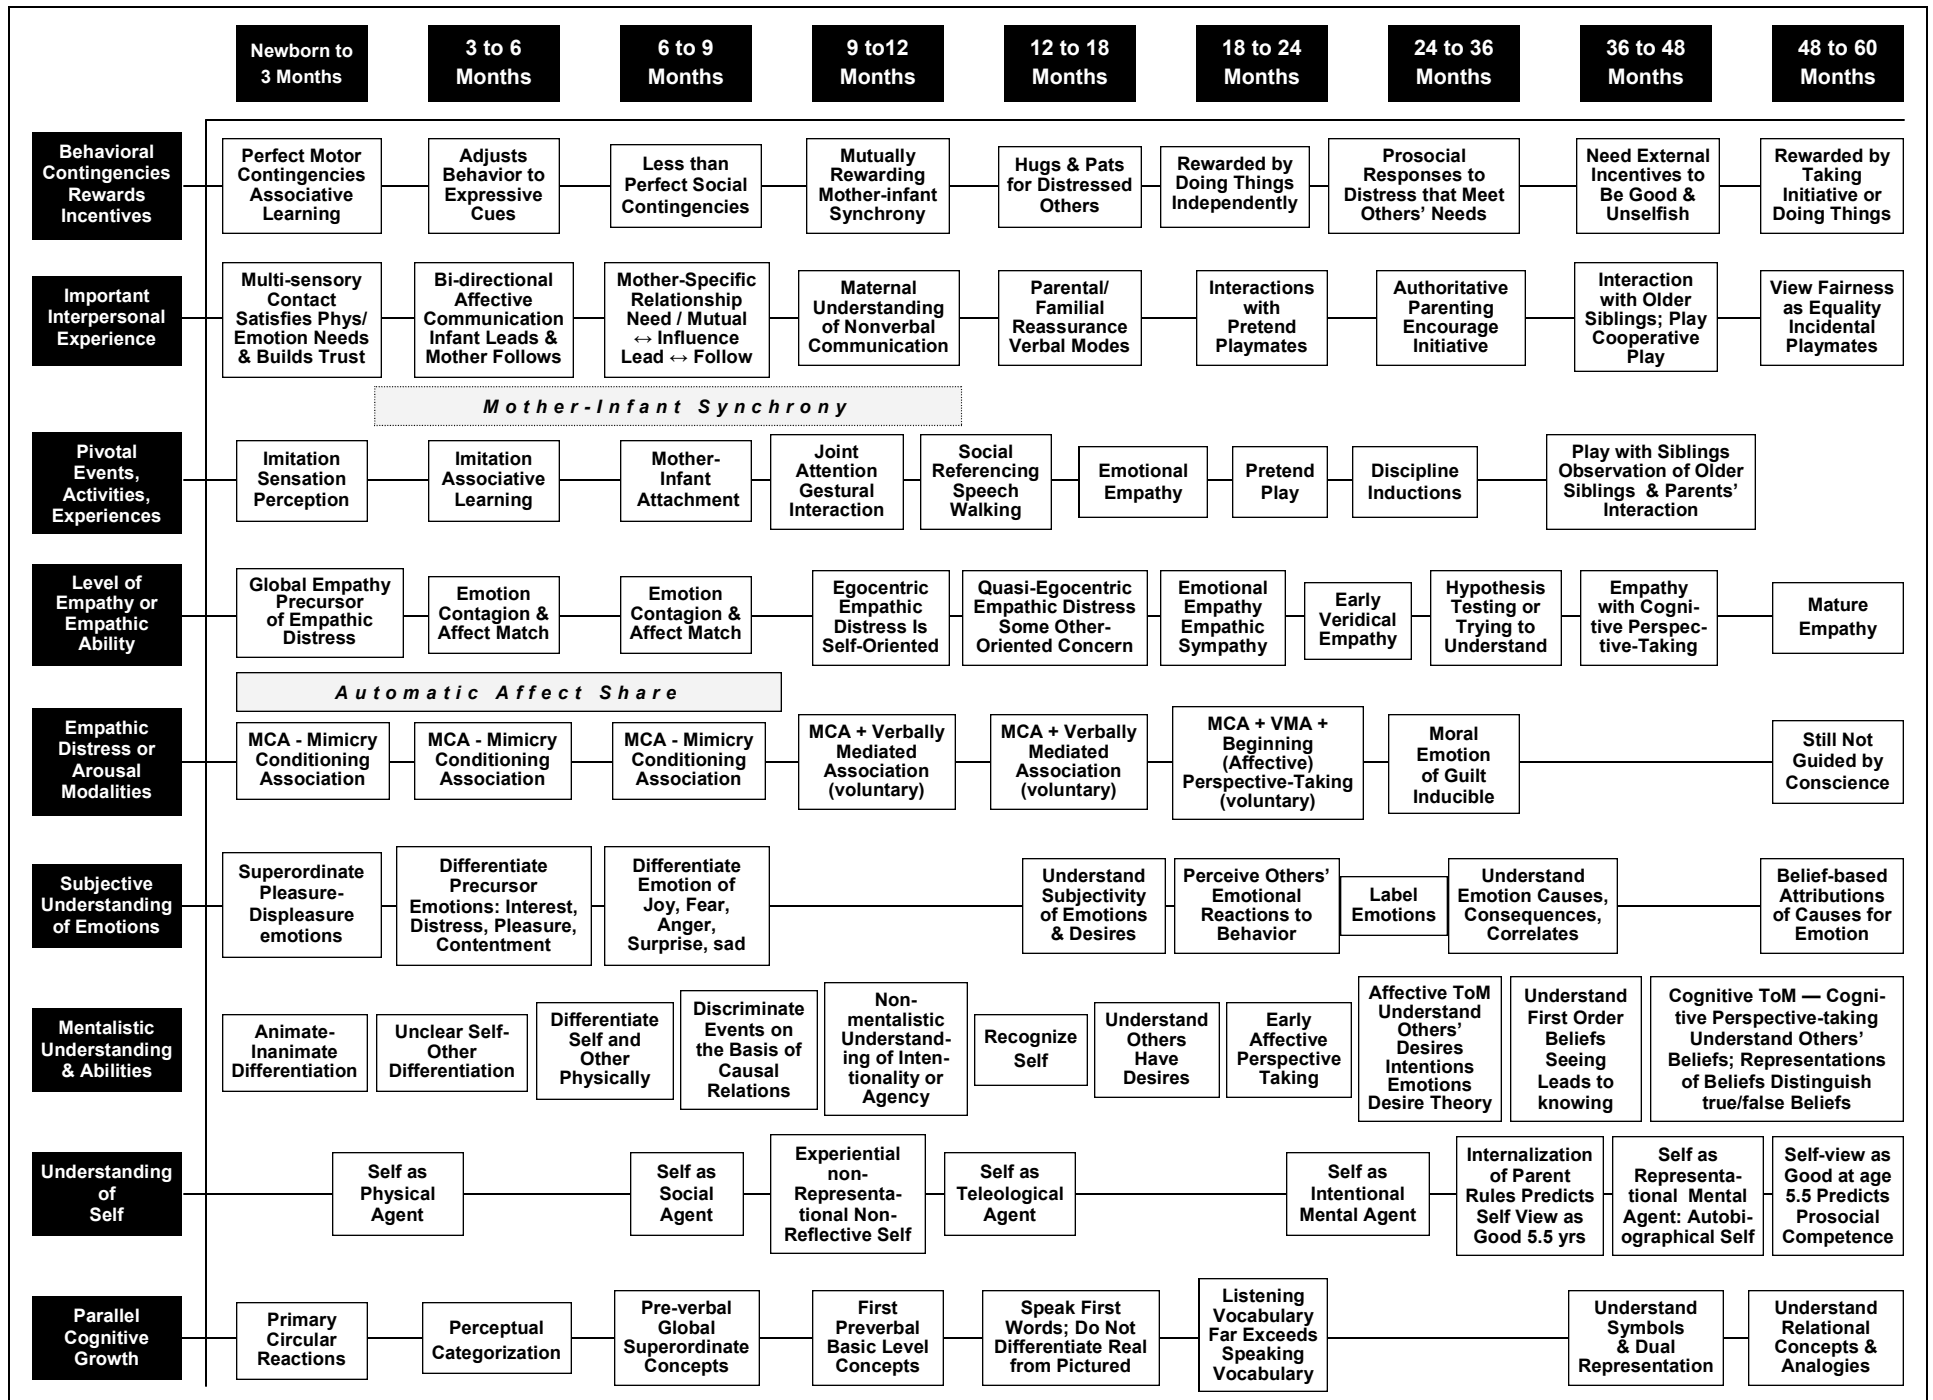 Newborn to
3 Months
3 to 6
Months
6 to 9
Months
9 to12
Months
12 to 18
Months
18 to 24
Months
24 to 36
Months
36 to 48
Months
48 to 60
Months
Behavioral
Contingencies
Rewards
Incentives
Perfect Motor
Contingencies
Associative
Learning
Adjusts
Behavior to
Expressive
Cues
Less than
Perfect Social
Contingencies
Mutually
Rewarding
Mother-infant
Synchrony
Hugs & Pats
for Distressed
Others
Rewarded by
Doing Things
Independently
Prosocial
Responses to
Distress that Meet
Others’ Needs
Need External
Incentives to
Be Good &
Unselfish
Rewarded by
Taking
Initiative or
Doing Things
Important
Interpersonal
Experience
Multi-sensory
Contact
Satisfies Phys/
Emotion Needs
& Builds Trust
Bi-directional
Affective
Communication
Infant Leads &
Mother Follows
Mother-Specific
Relationship
Need / Mutual
↔ Influence
Lead ↔ Follow
Maternal
Understanding
of Nonverbal
Communication
Parental/
Familial
Reassurance
Verbal Modes
Interactions
with
Pretend
Playmates
Authoritative
Parenting
Encourage
Initiative
Interaction
with Older
Siblings; Play
Cooperative
Play
View Fairness
as Equality
Incidental
Playmates
Mother-Infant Synchrony
Pivotal
Events,
Activities,
Experiences
Imitation
Sensation
Perception
Imitation
Associative
Learning
Mother-
Infant
Attachment
Joint
Attention
Gestural
Interaction
Social
Referencing
Speech
Walking
Emotional
Empathy
Pretend
Play
Discipline
Inductions
Play with Siblings
Observation of Older
Siblings & Parents’
Interaction
Level of
Empathy or
Empathic
Ability
Global Empathy
Precursor
of Empathic
Distress
Emotion
Contagion &
Affect Match
Emotion
Contagion &
Affect Match
Egocentric
Empathic
Distress Is
Self-Oriented
Quasi-Egocentric
Empathic Distress
Some Other-
Oriented Concern
Emotional
Empathy
Empathic
Sympathy
Early
Veridical
Empathy
Hypothesis
Testing or
Trying to
Understand
Empathy
with Cogni-
tive Perspec-
tive-Taking
Mature
Empathy
Automatic Affect Share
Empathic
Distress or
Arousal
Modalities
MCA - Mimicry
Conditioning
Association
MCA - Mimicry
Conditioning
Association
MCA - Mimicry
Conditioning
Association
MCA + Verbally
Mediated
Association
(voluntary)
MCA + Verbally
Mediated
Association
(voluntary)
MCA + VMA +
Beginning
(Affective)
Perspective-Taking
(voluntary)
Moral
Emotion
of Guilt
Inducible
Still Not
Guided by
Conscience
Subjective
Understanding
of Emotions
Superordinate
Pleasure-
Displeasure
emotions
Differentiate
Precursor
Emotions: Interest,
Distress, Pleasure,
Contentment
Differentiate
Emotion of
Joy, Fear,
Anger,
Surprise, sad
Understand
Subjectivity
of Emotions
& Desires
Perceive Others’
Emotional
Reactions to
Behavior
Label
Emotions
Understand
Emotion Causes,
Consequences,
Correlates
Belief-based
Attributions
of Causes for
Emotion
Mentalistic
Understanding
& Abilities
Animate-
Inanimate
Differentiation
Unclear Self-
Other
Differentiation
Differentiate
Self and
Other
Physically
Discriminate
Events on
the Basis of
Causal
Relations
Non-
mentalistic
Understand-
ing of Inten-
tionality or
Agency
Recognize
Self
Understand
Others
Have
Desires
Early
Affective
Perspective
Taking
Affective ToM
Understand
Others’
Desires
Intentions
Emotions
Desire Theory
Understand
First Order
Beliefs
Seeing
Leads to
knowing
Cognitive ToM — Cogni-
tive Perspective-taking
Understand Others’
Beliefs; Representations
of Beliefs Distinguish
true/false Beliefs
Understanding
of
Self
Self as
Physical
Agent
Self as
Social
Agent
Experiential
non-
Representa-
tional Non-
Reflective Self
Self as
Teleological
Agent
Self as
Intentional
Mental Agent
Internalization
of Parent
Rules Predicts
Self View as
Good 5.5 yrs
Self as
Representa-
tional Mental
Agent: Autobi-
ographical Self
Self-view as
Good at age
5.5 Predicts
Prosocial
Competence
Parallel
Cognitive
Growth
Primary
Circular
Reactions
Perceptual
Categorization
Pre-verbal
Global
Superordinate
Concepts
First
Preverbal
Basic Level
Concepts
Speak First
Words; Do Not
Differentiate Real
from Pictured
Listening
Vocabulary
Far Exceeds
Speaking
Vocabulary
Understand
Symbols
& Dual
Representation
Understand
Relational
Concepts &
Analogies